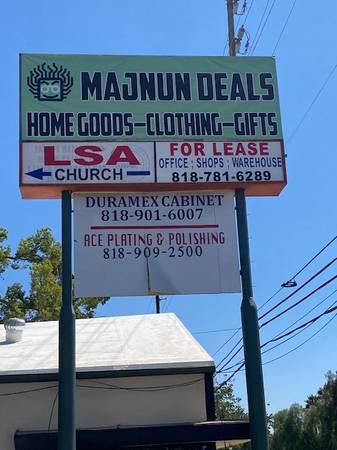 MAJNUN DEALS
HOME GOODS-CLOTHING-GIFTS
LSA
CHURCH
FOR LEASE
OFFICE ; SHOPS ; WAREHOUSE
818-781-6289
DURAMEX CABINET
818-901-6007
ACE PLATING & POLISHING
818-909-2500